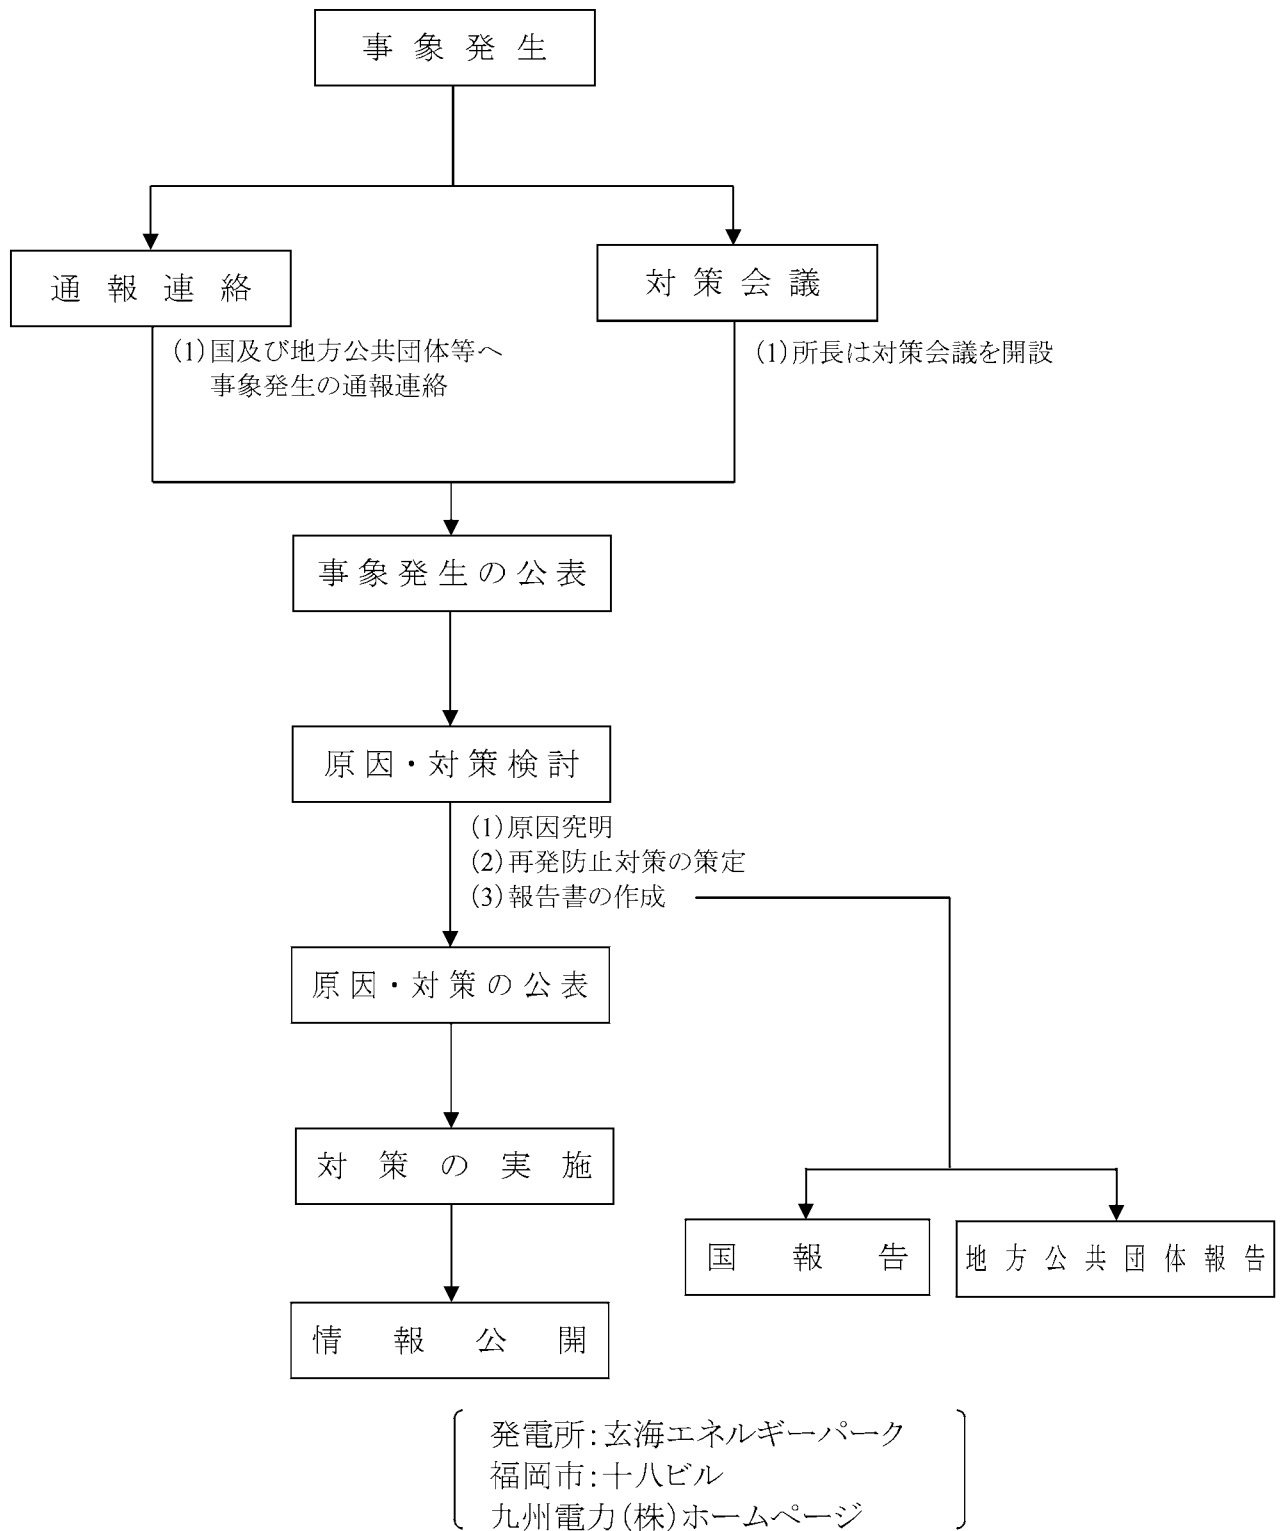 事象発生
通報連絡
対策会議
(1)国及び地方公共団体等へ
事象発生の通報連絡
(1)所長は対策会議を開設
事象発生の公表
原因・対策検討
(1)原因究明
(2)再発防止対策の策定
(3)報告書の作成
原因・対策の公表
対策の実施
国報告
地方公共団体報告
情報公開
発電所:玄海エネルギーパーク
福岡市:十八ビル
九州電力(株)ホームページ